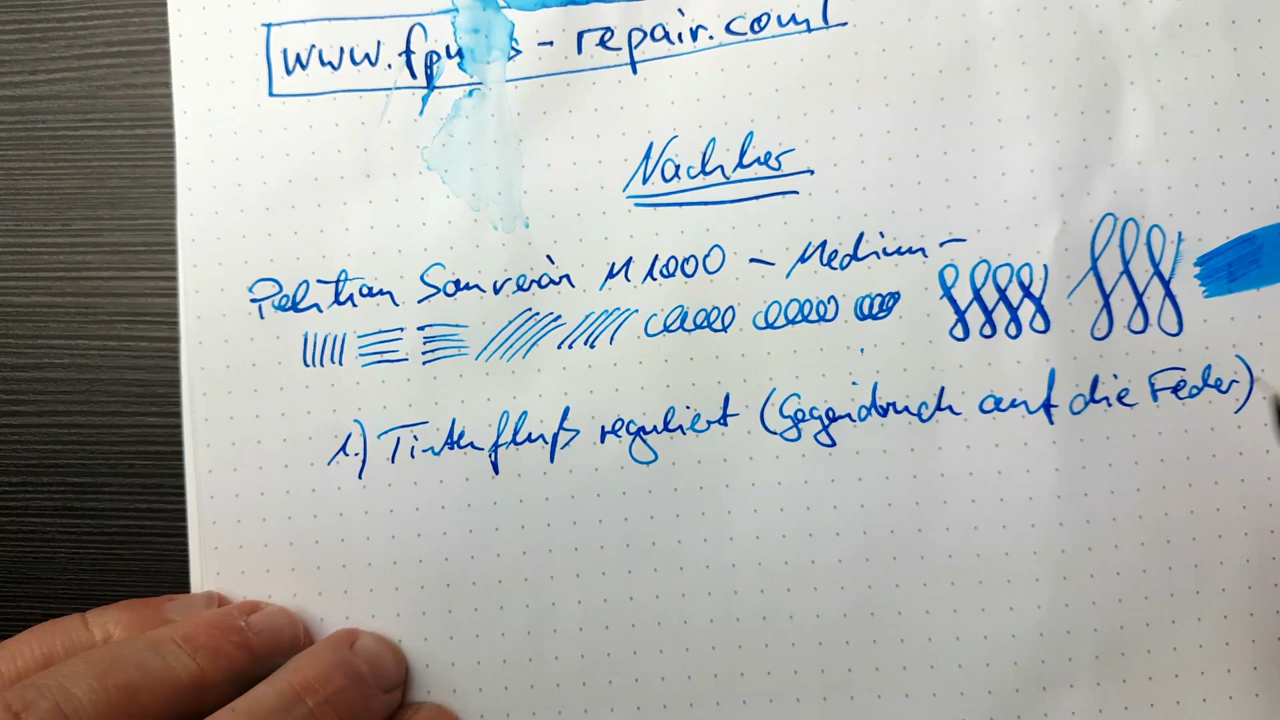 www.fp - repair.com
Nachher
Pelikan Souverän M1000 - Medium -
1.) Tintenfluß reguliert (Gegendruck auf die Feder)